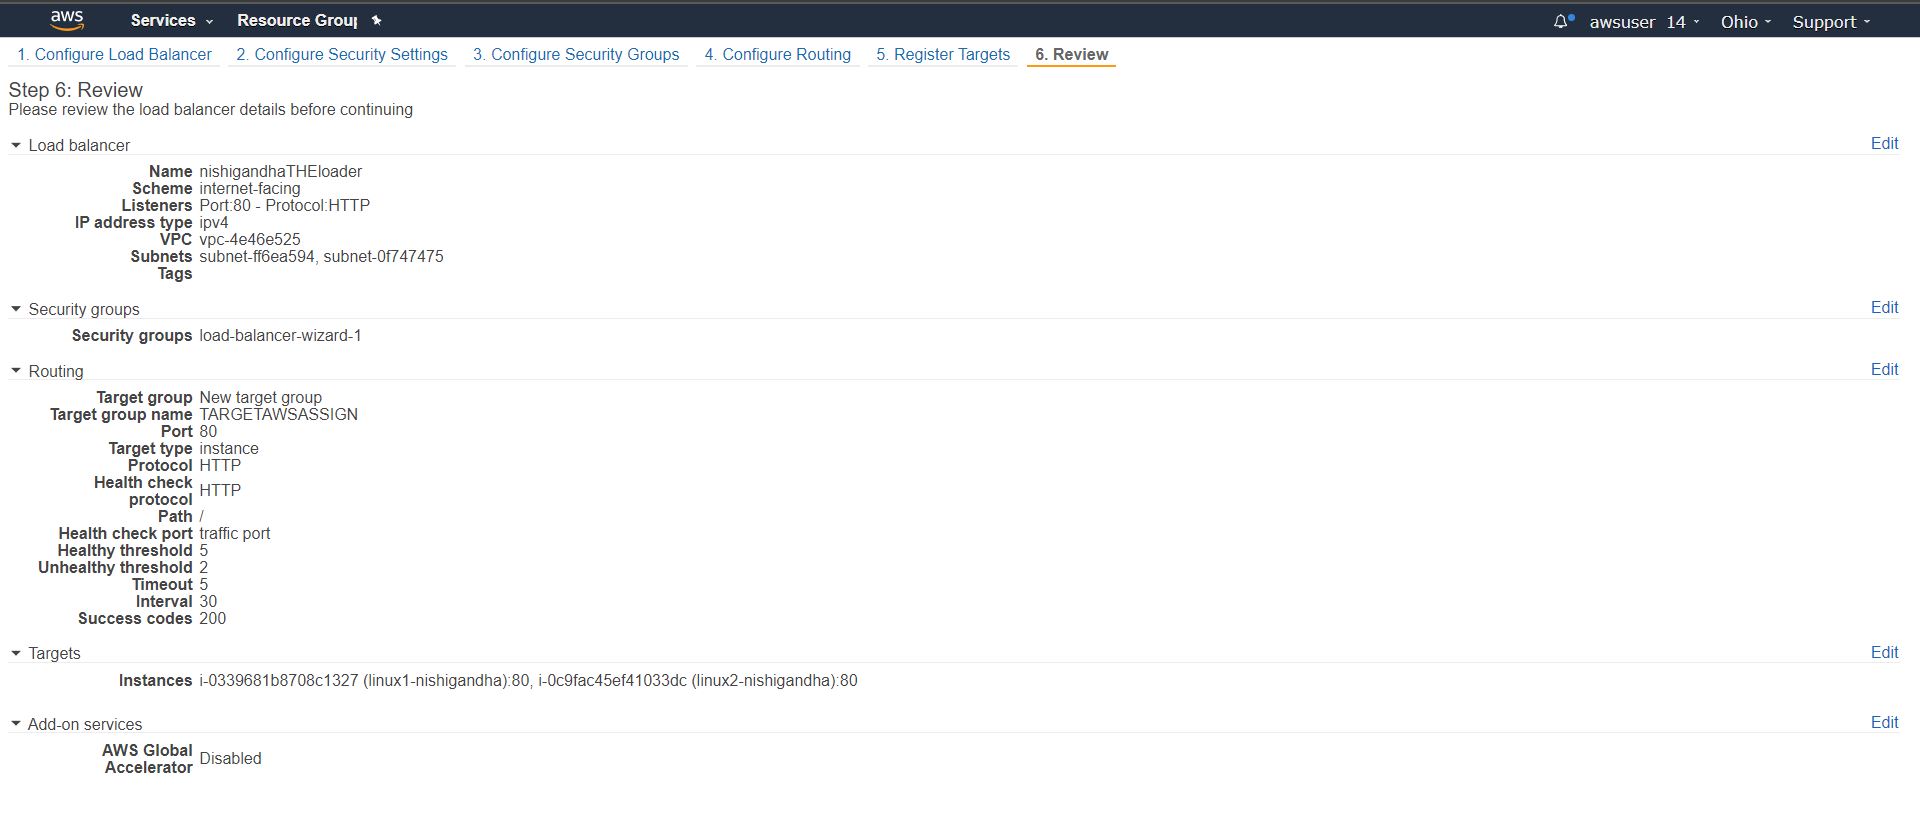 aws Services Resource Group awsuser 14 Ohio Support
1. Configure Load Balancer 2. Configure Security Settings 3. Configure Security Groups 4. Configure Routing 5. Register Targets 6. Review
Step 6: Review
Please review the load balancer details before continuing
Load balancer Edit
Name nishigandhaTHEloader
Scheme internet-facing
Listeners Port:80 - Protocol:HTTP
IP address type ipv4
VPC vpc-4e46e525
Subnets subnet-ff6ea594, subnet-0f747475
Tags
Security groups Edit
Security groups load-balancer-wizard-1
Routing Edit
Target group New target group
Target group name TARGETAWSASSIGN
Port 80
Target type instance
Protocol HTTP
Health check protocol HTTP
Path /
Health check port traffic port
Healthy threshold 5
Unhealthy threshold 2
Timeout 5
Interval 30
Success codes 200
Targets Edit
Instances i-0339681b8708c1327 (linux1-nishigandha):80, i-0c9fac45ef41033dc (linux2-nishigandha):80
Add-on services Edit
AWS Global Accelerator Disabled